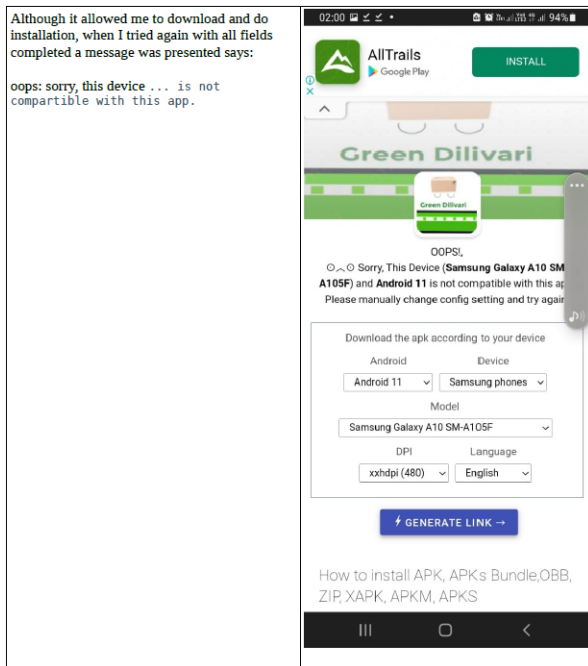 Although it allowed me to download and do
installation, when I tried again with all fields
completed a message was presented says:
oops: sorry, this device ... is not
compartible with this app.
02:00
94%
AllTrails
Google Play
INSTALL
Green Dilivari
Green Dilivari
OOPS!,
Sorry, This Device (Samsung Galaxy A10 SM
A105F) and Android 11 is not compatible with this ap
Please manually change config setting and try again
Download the apk according to your device
Android Device
Android 11 Samsung phones
Model
Samsung Galaxy A10 SM-A105F
DPI Language
xxhdpi (480) English
GENERATE LINK →
How to install APK, APKs Bundle,OBB,
ZIP, XAPK, APKM, APKS